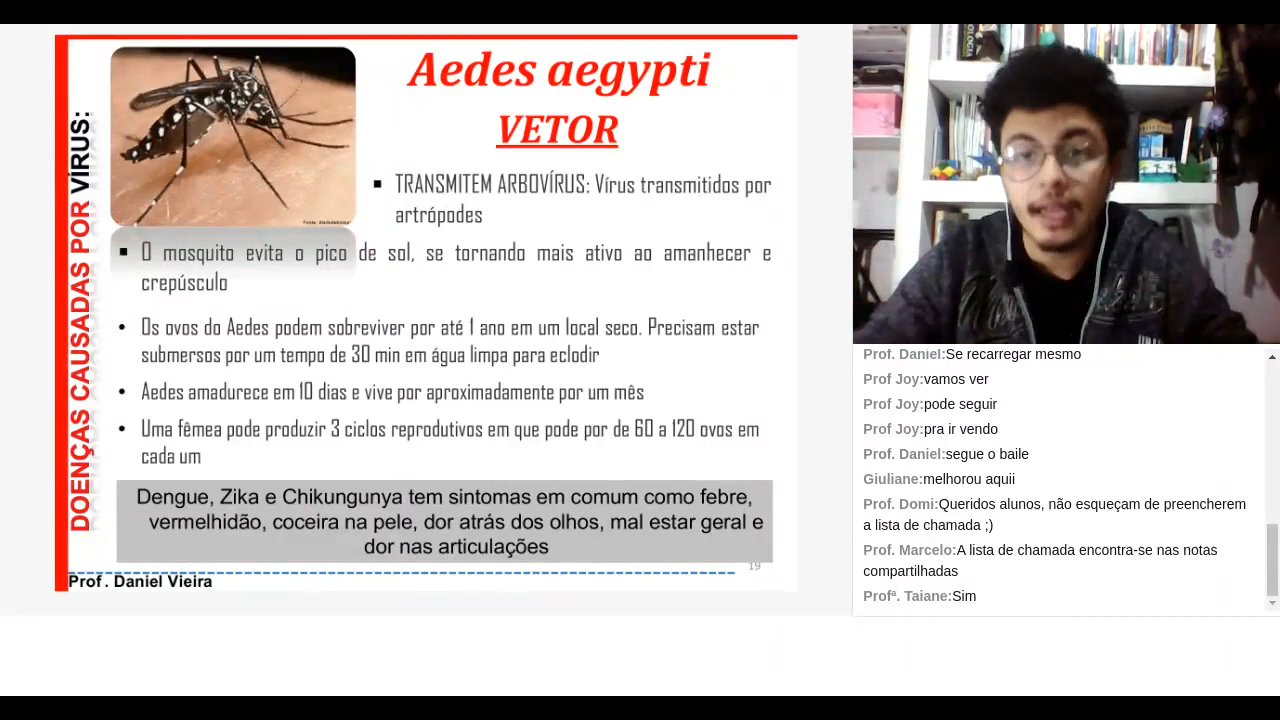 DOENÇAS CAUSADAS POR VÍRUS:
Aedes aegypti
VETOR
▪ TRANSMITEM ARBOVÍRUS: Vírus transmitidos por
artrópodes
▪ O mosquito evita o pico de sol, se tornando mais ativo ao amanhecer e
crepúsculo
• Os ovos do Aedes podem sobreviver por até 1 ano em um local seco. Precisam estar
submersos por um tempo de 30 min em água limpa para eclodir
• Aedes amadurece em 10 dias e vive por aproximadamente por um mês
• Uma fêmea pode produzir 3 ciclos reprodutivos em que pode por de 60 a 120 ovos em
cada um
Dengue, Zika e Chikungunya tem sintomas em comum como febre,
vermelhidão, coceira na pele, dor atrás dos olhos, mal estar geral e
dor nas articulações
19
Prof. Daniel Vieira
Prof. Daniel:Se recarregar mesmo
Prof Joy:vamos ver
Prof Joy:pode seguir
Prof Joy:pra ir vendo
Prof. Daniel:segue o baile
Giuliane:melhorou aquii
Prof. Domi:Queridos alunos, não esqueçam de preencherem
a lista de chamada ;)
Prof. Marcelo:A lista de chamada encontra-se nas notas
compartilhadas
Profª. Taiane:Sim